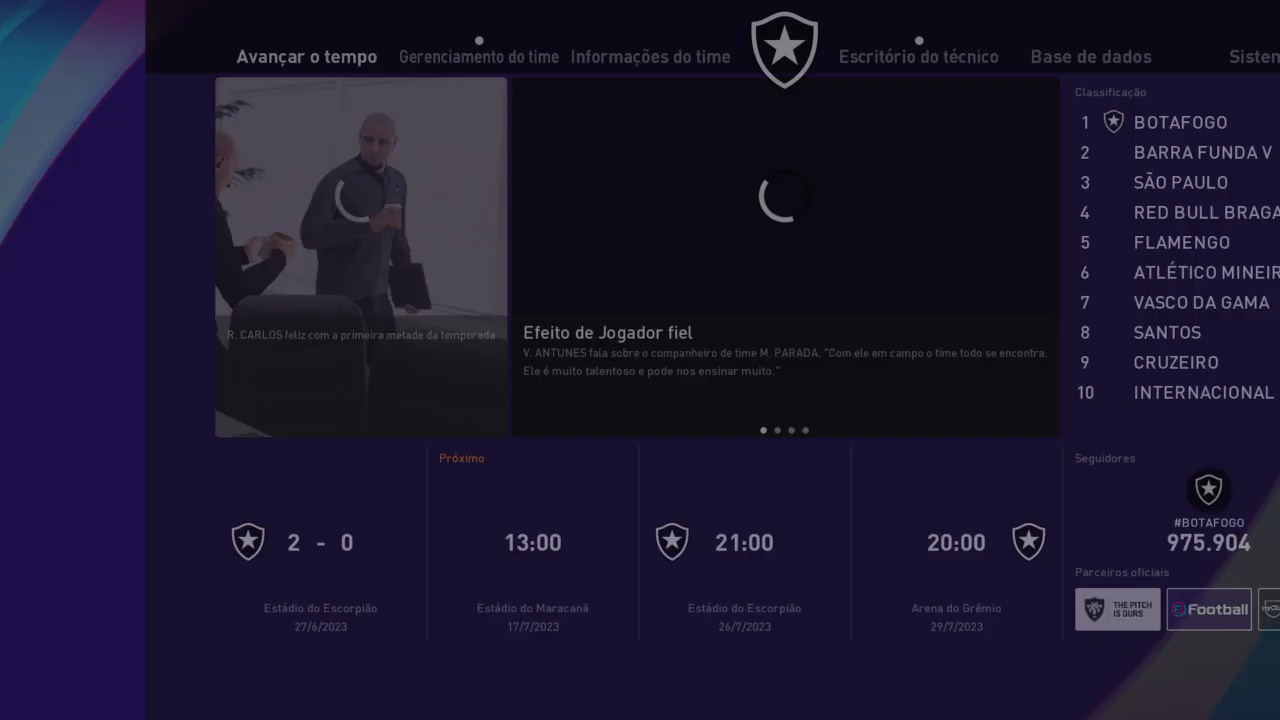 Avançar o tempo
Gerenciamento do time
Informações do time
Escritório do técnico
Base de dados
Sisten
R. CARLOS feliz com a primeira metade da temporada
Efeito de Jogador fiel
V. ANTUNES fala sobre o companheiro de time M. PARADA. "Com ele em campo o time todo se encontra.
Ele é muito talentoso e pode nos ensinar muito."
Classificação
1 BOTAFOGO
2 BARRA FUNDA V
3 SÃO PAULO
4 RED BULL BRAGA
5 FLAMENGO
6 ATLÉTICO MINEIR
7 VASCO DA GAMA
8 SANTOS
9 CRUZEIRO
10 INTERNACIONAL
2 - 0
Estádio do Escorpião
27/6/2023
Próximo
13:00
Estádio do Maracanã
17/7/2023
21:00
Estádio do Escorpião
26/7/2023
20:00
Arena do Grêmio
29/7/2023
Seguidores
#BOTAFOGO
975.904
Parceiros oficiais
THE PITCH
IS OURS
eFootball